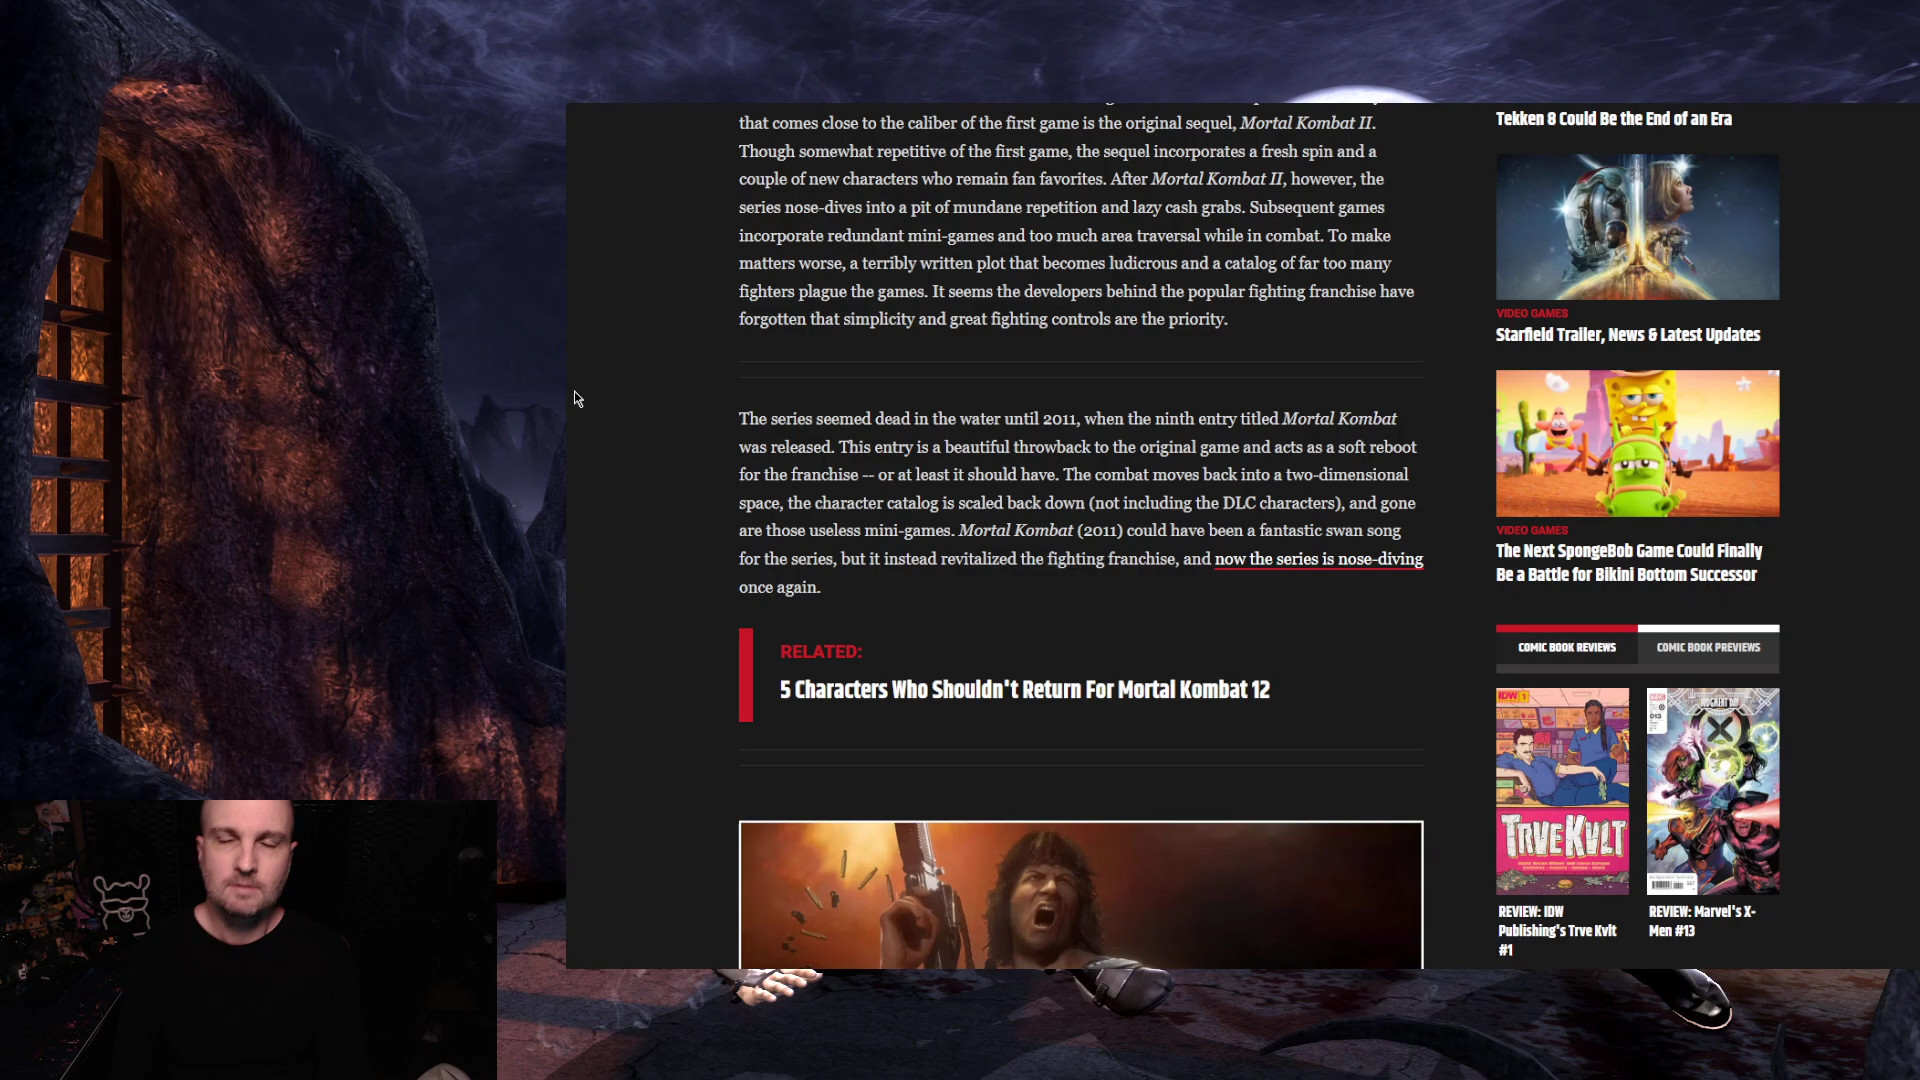 that comes close to the caliber of the first game is the original sequel, Mortal Kombat II.
Though somewhat repetitive of the first game, the sequel incorporates a fresh spin and a
couple of new characters who remain fan favorites. After Mortal Kombat II, however, the
series nose-dives into a pit of mundane repetition and lazy cash grabs. Subsequent games
incorporate redundant mini-games and too much area traversal while in combat. To make
matters worse, a terribly written plot that becomes ludicrous and a catalog of far too many
fighters plague the games. It seems the developers behind the popular fighting franchise have
forgotten that simplicity and great fighting controls are the priority.
The series seemed dead in the water until 2011, when the ninth entry titled Mortal Kombat
was released. This entry is a beautiful throwback to the original game and acts as a soft reboot
for the franchise -- or at least it should have. The combat moves back into a two-dimensional
space, the character catalog is scaled back down (not including the DLC characters), and gone
are those useless mini-games. Mortal Kombat (2011) could have been a fantastic swan song
for the series, but it instead revitalized the fighting franchise, and now the series is nose-diving
once again.
RELATED:
5 Characters Who Shouldn't Return For Mortal Kombat 12
Tekken 8 Could Be the End of an Era
VIDEO GAMES
Starfield Trailer, News & Latest Updates
VIDEO GAMES
The Next SpongeBob Game Could Finally
Be a Battle for Bikini Bottom Successor
COMIC BOOK REVIEWS
COMIC BOOK PREVIEWS
IDW
TRVE KVLT
JUDGMENT DAY
X
REVIEW: IDW
Publishing's Trve Kvlt
#1
REVIEW: Marvel's X-
Men #13